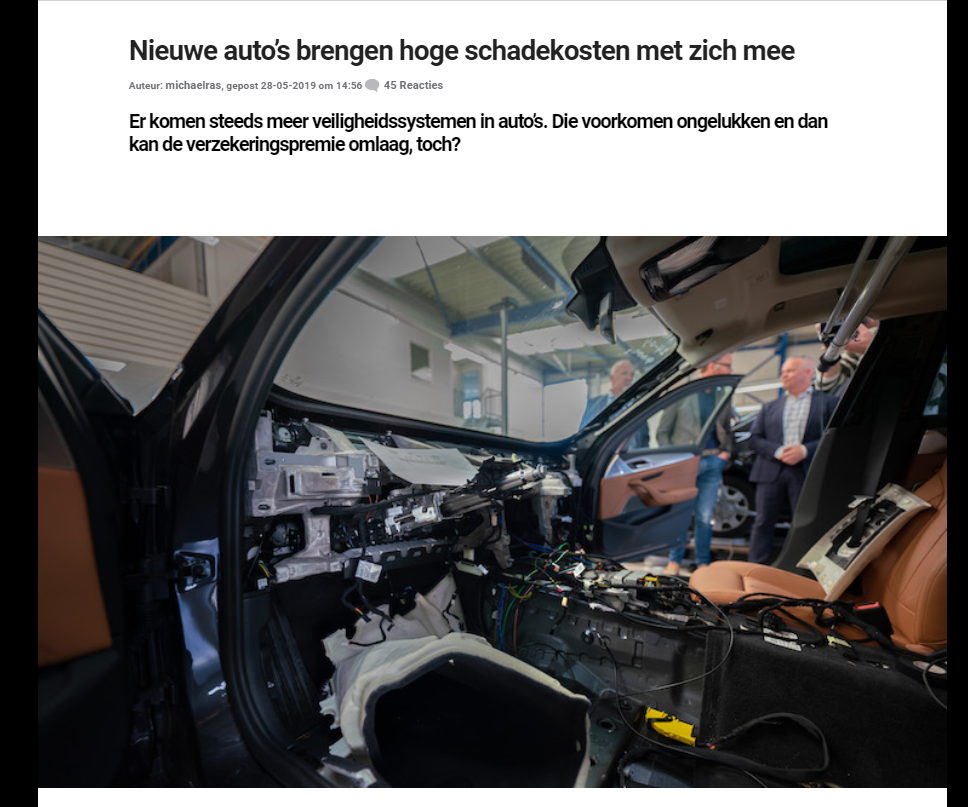 Nieuwe auto's brengen hoge schadekosten met zich mee
Auteur: michaelras, gepost 28-05-2019 om 14:56 45 Reacties
Er komen steeds meer veiligheidssystemen in auto's. Die voorkomen ongelukken en dan
kan de verzekeringspremie omlaag, toch?